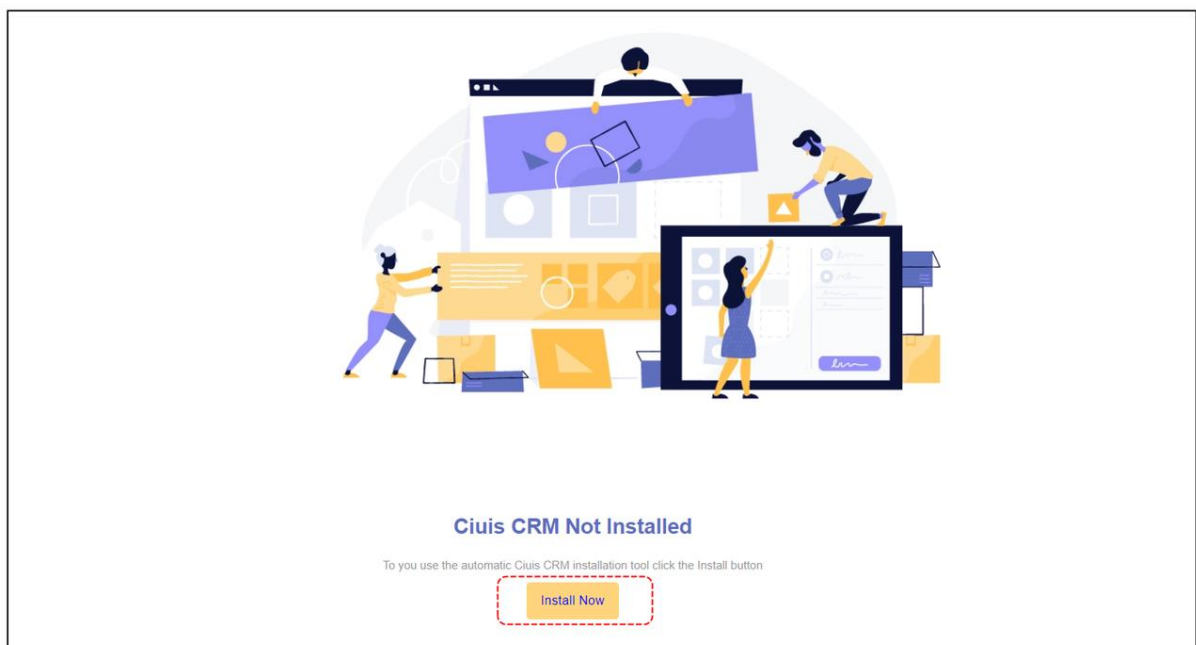 Ciuis CRM Not Installed
To you use the automatic Ciuis CRM installation tool click the Install button
Install Now